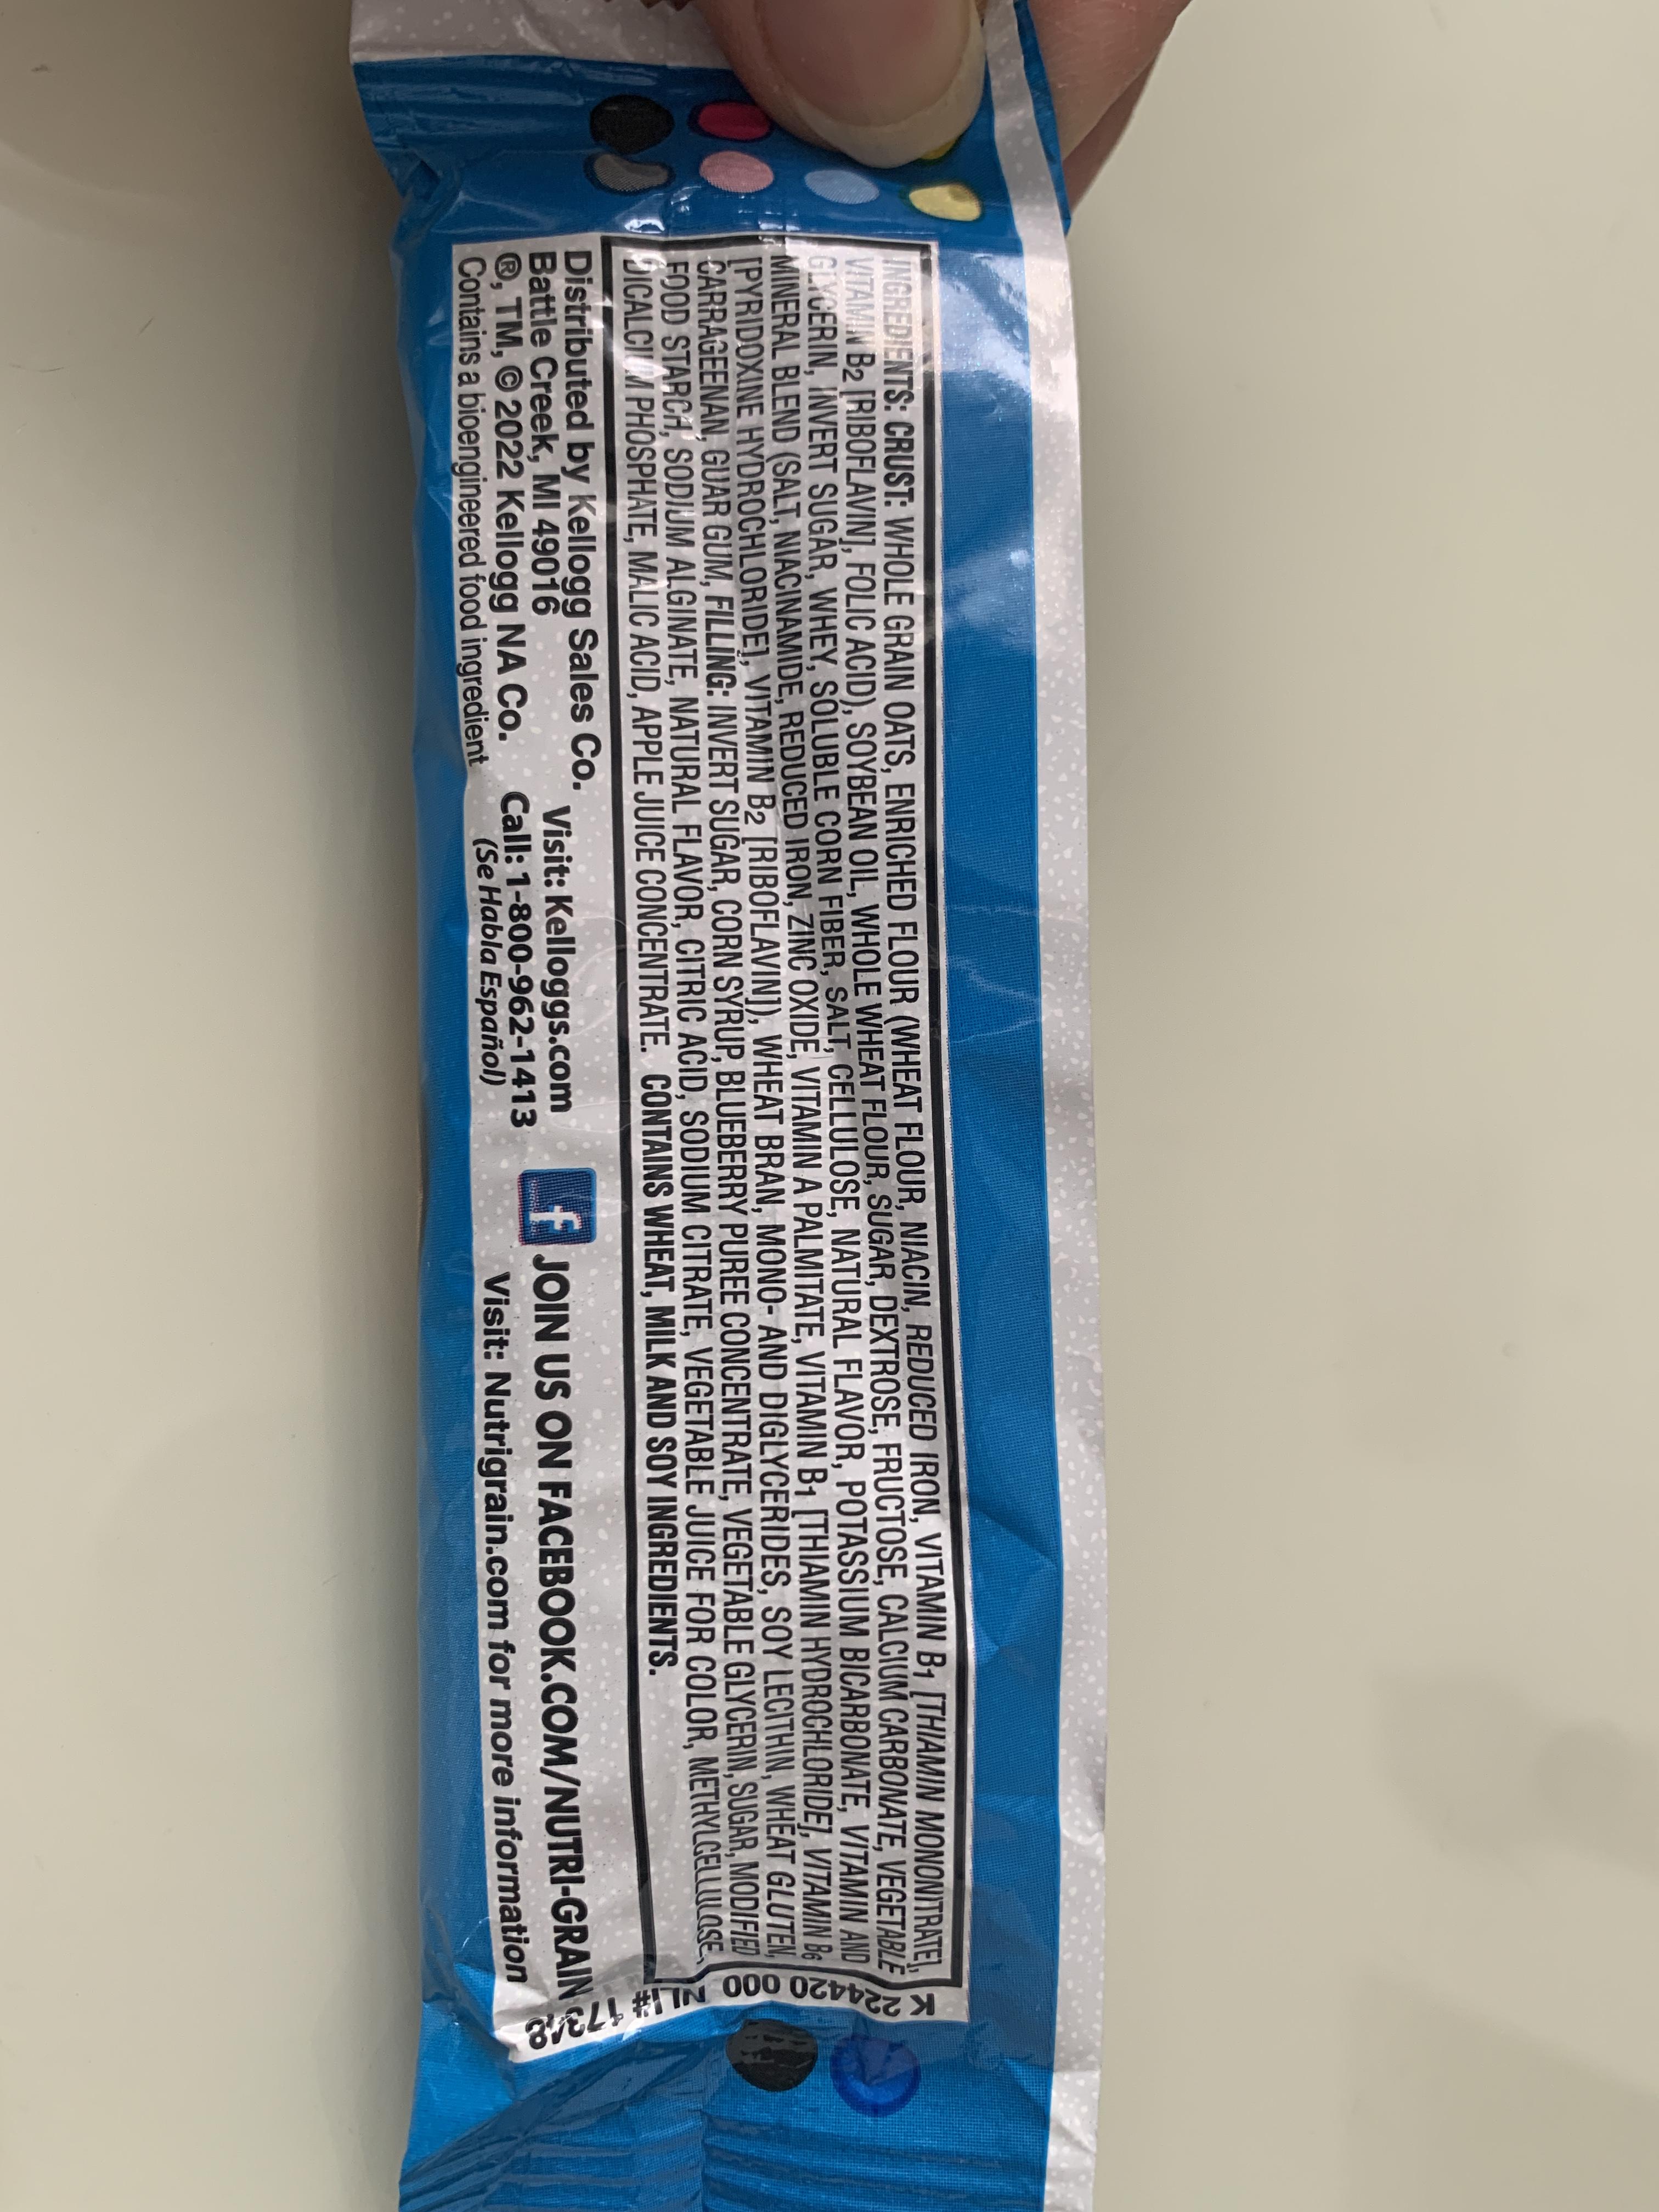 INGREDIENTS: CRUST: WHOLE GRAIN OATS, ENRICHED FLOUR (WHEAT FLOUR, NIACIN, REDUCED IRON, VITAMIN B1 [THIAMIN MONONITRATE],
VITAMIN B2 [RIBOFLAVIN], FOLIC ACID), SOYBEAN OIL, WHOLE WHEAT FLOUR, SUGAR, DEXTROSE, FRUCTOSE, CALCIUM CARBONATE, VEGETABLE
GLYCERIN, INVERT SUGAR, WHEY, SOLUBLE CORN FIBER, SALT, CELLULOSE, NATURAL FLAVOR, POTASSIUM BICARBONATE, VITAMIN AND
MINERAL BLEND (SALT, NIACINAMIDE, REDUCED IRON, ZINC OXIDE, VITAMIN A PALMITATE, VITAMIN B1 [THIAMIN HYDROCHLORIDE], VITAMIN B6
[PYRIDOXINE HYDROCHLORIDE], VITAMIN B2 [RIBOFLAVIN]), WHEAT BRAN, MONO- AND DIGLYCERIDES, SOY LECITHIN, WHEAT GLUTEN,
CARRAGEENAN, GUAR GUM, FILLING: INVERT SUGAR, CORN SYRUP, BLUEBERRY PUREE CONCENTRATE, VEGETABLE GLYCERIN, SUGAR, MODIFIED
FOOD STARCH, SODIUM ALGINATE, NATURAL FLAVOR, CITRIC ACID, SODIUM CITRATE, VEGETABLE JUICE FOR COLOR, METHYLCELLULOSE,
DICALCIUM PHOSPHATE, MALIC ACID, APPLE JUICE CONCENTRATE. CONTAINS WHEAT, MILK AND SOY INGREDIENTS.
Distributed by Kellogg Sales Co.
Battle Creek, MI 49016
®, TM, © 2022 Kellogg NA Co.
Contains a bioengineered food ingredient
Visit: Kelloggs.com
Call: 1-800-962-1413
(Se Habla Español)
f JOIN US ON FACEBOOK.COM/NUTRI-GRAIN
Visit: Nutrigrain.com for more information
K 224420 000 NLI# 17348